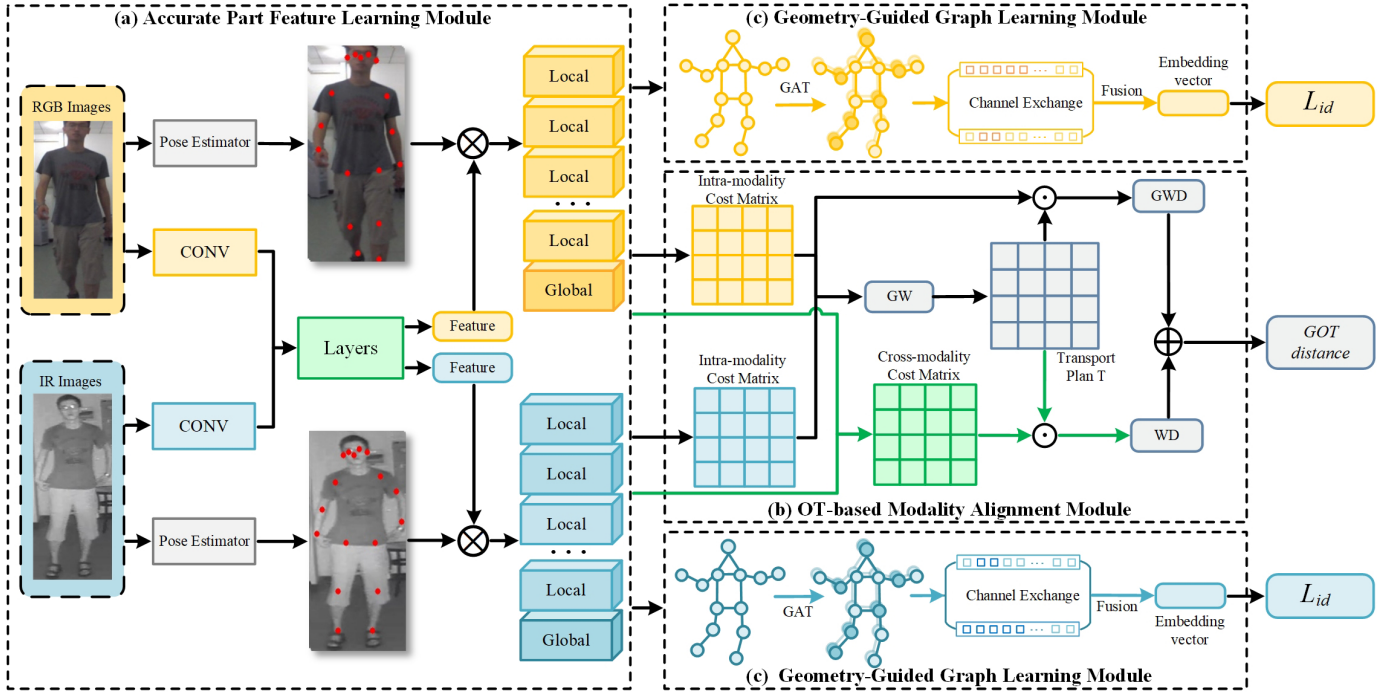 (a) Accurate Part Feature Learning Module
RGB Images
Pose Estimator
CONV
Layers
Feature
Feature
IR Images
CONV
Pose Estimator
Local
Local
Local
...
Local
Global
Local
Local
Local
...
Local
Global
(c) Geometry-Guided Graph Learning Module
GAT
...
Channel Exchange
...
Fusion
Embedding
vector
L_id
Intra-modality
Cost Matrix
GW
GWD
Transport
Plan T
Intra-modality
Cost Matrix
Cross-modality
Cost Matrix
WD
GOT
distance
(b) OT-based Modality Alignment Module
GAT
...
Channel Exchange
...
Fusion
Embedding
vector
L_id
(c) Geometry-Guided Graph Learning Module